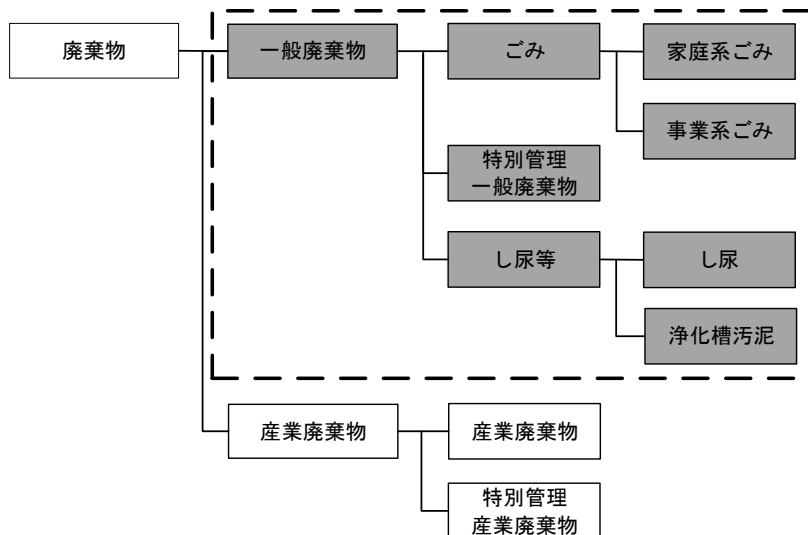 廃棄物
一般廃棄物
ごみ
家庭系ごみ
事業系ごみ
特別管理
一般廃棄物
し尿等
し尿
浄化槽汚泥
産業廃棄物
産業廃棄物
特別管理
産業廃棄物